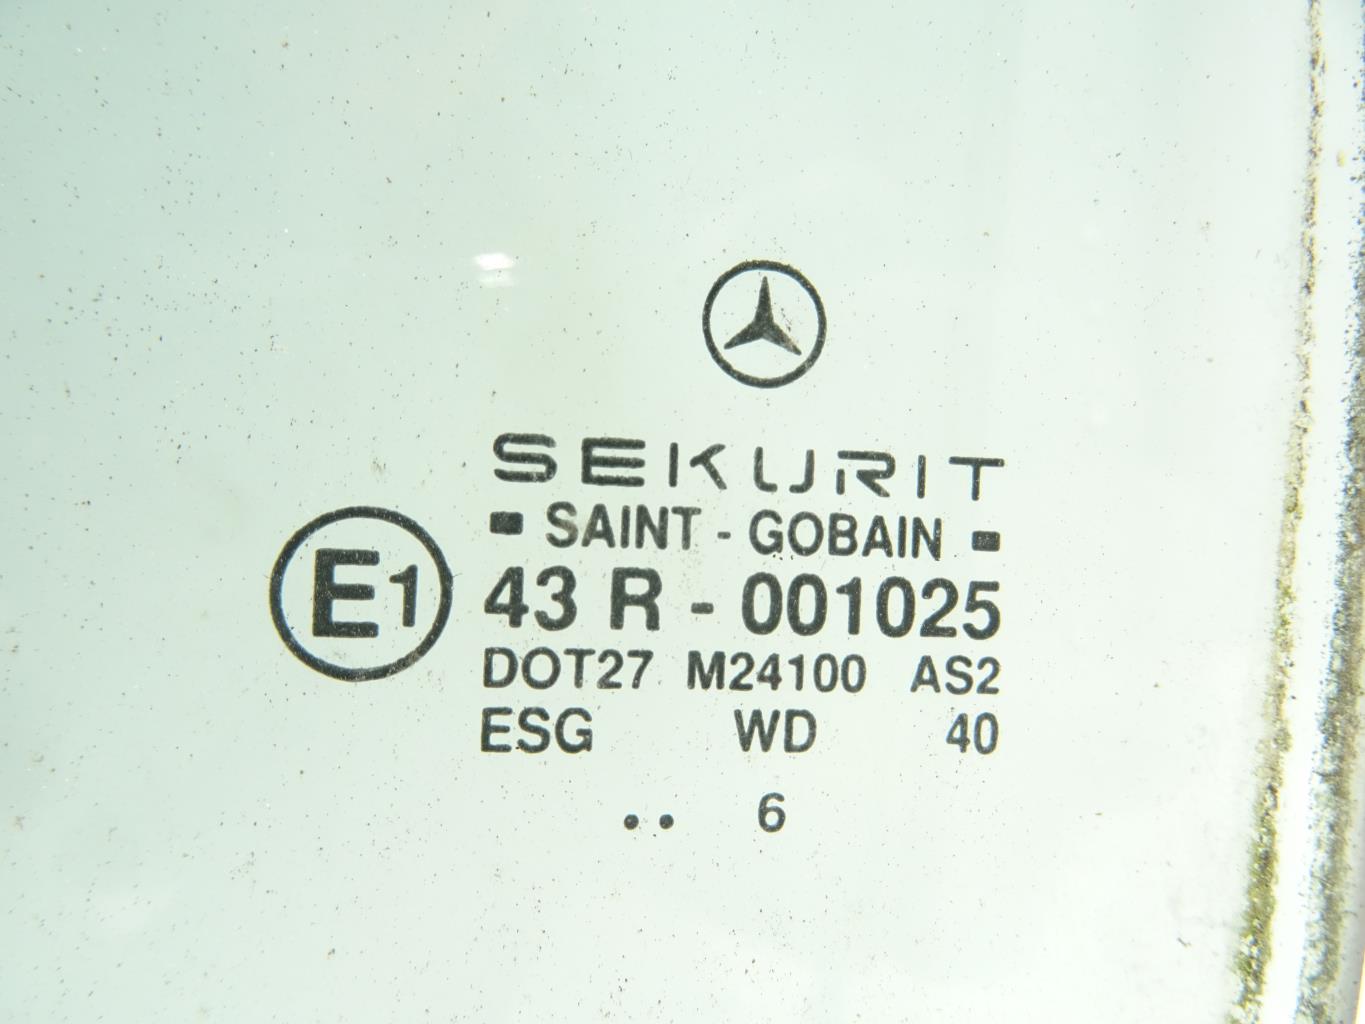 SEKURIT
SAINT - GOBAIN
E1
43 R - 001025
DOT27 M24100 AS2
ESG WD 40
.. 6